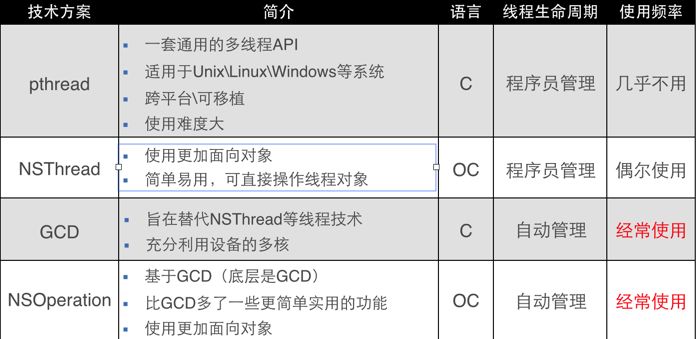 技术方案 简介 语言 线程生命周期 使用频率
pthread
一套通用的多线程API
适用于Unix\Linux\Windows等系统
跨平台\可移植
使用难度大
C 程序员管理 几乎不用
NSThread
使用更加面向对象
简单易用，可直接操作线程对象
OC 程序员管理 偶尔使用
GCD
旨在替代NSThread等线程技术
充分利用设备的多核
C 自动管理 经常使用
NSOperation
基于GCD（底层是GCD）
比GCD多了一些更简单实用的功能
使用更加面向对象
OC 自动管理 经常使用